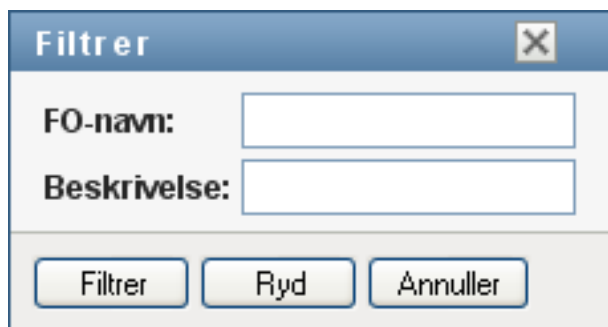 Filtrer
FO-navn:
Beskrivelse:
Filtrer Ryd Annuller